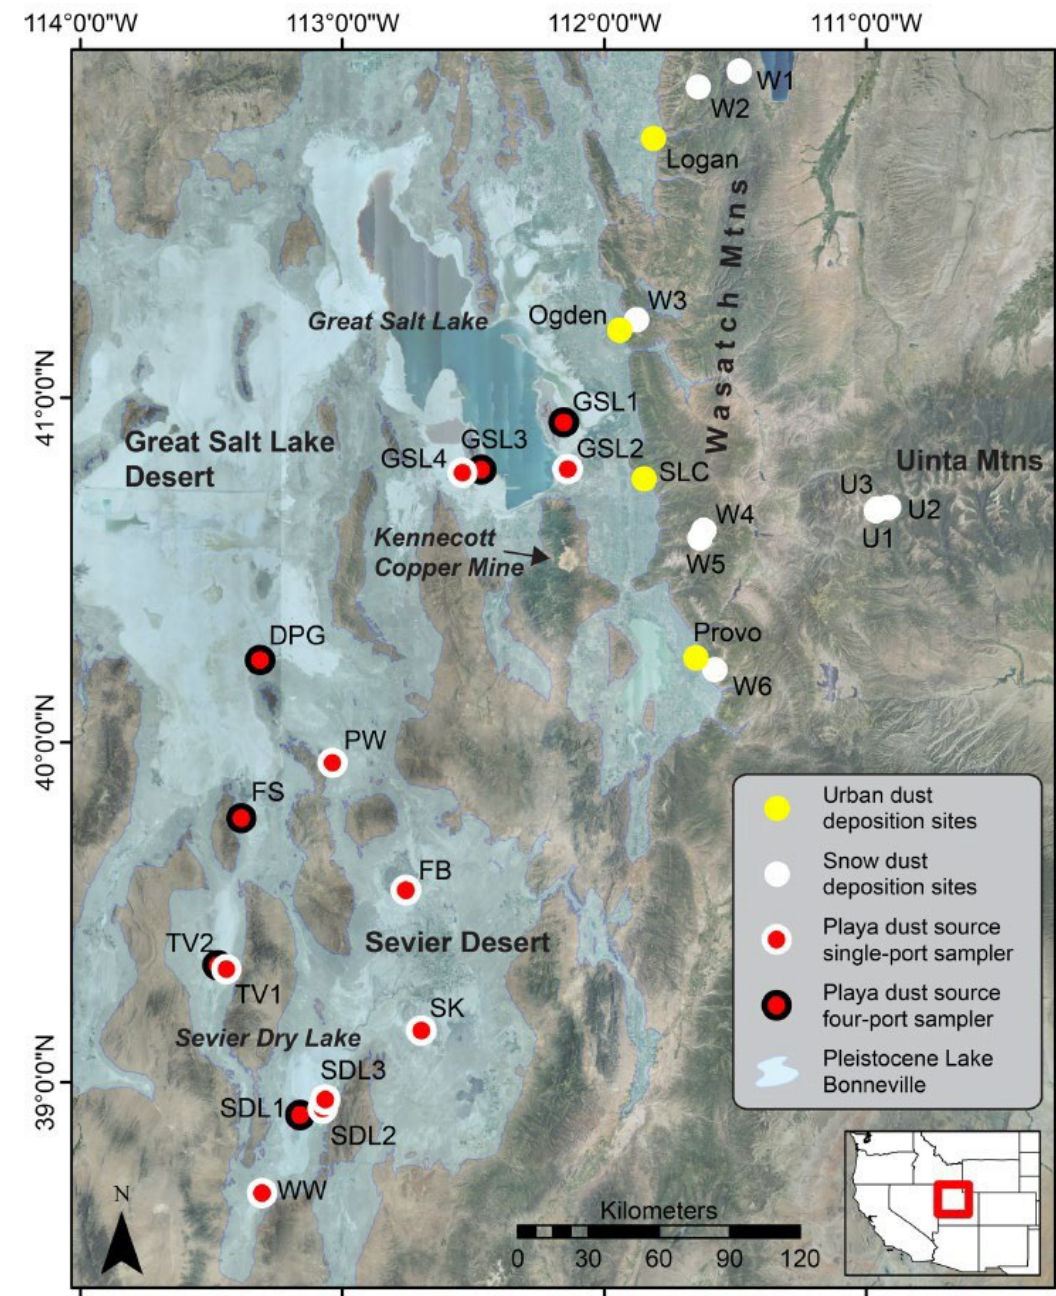 114°0'0"W
113°0'0"W
112°0'0"W
111°0'0"W
W1
W2
Logan
Wasatch Mtns
W3
Ogden
Great Salt Lake
41°0'0"N
GSL1
Great Salt Lake
Desert
GSL3
GSL4
GSL2
SLC
Uinta Mtns
U3
U2
U1
W4
W5
Kennecott
Copper Mine
DPG
Provo
W6
40°0'0"N
PW
FS
FB
Sevier Desert
TV2
TV1
SK
Sevier Dry Lake
39°0'0"N
SDL3
SDL1
SDL2
WW
Urban dust
deposition sites
Snow dust
deposition sites
Playa dust source
single-port sampler
Playa dust source
four-port sampler
Pleistocene Lake
Bonneville
N
Kilometers
0 30 60 90 120